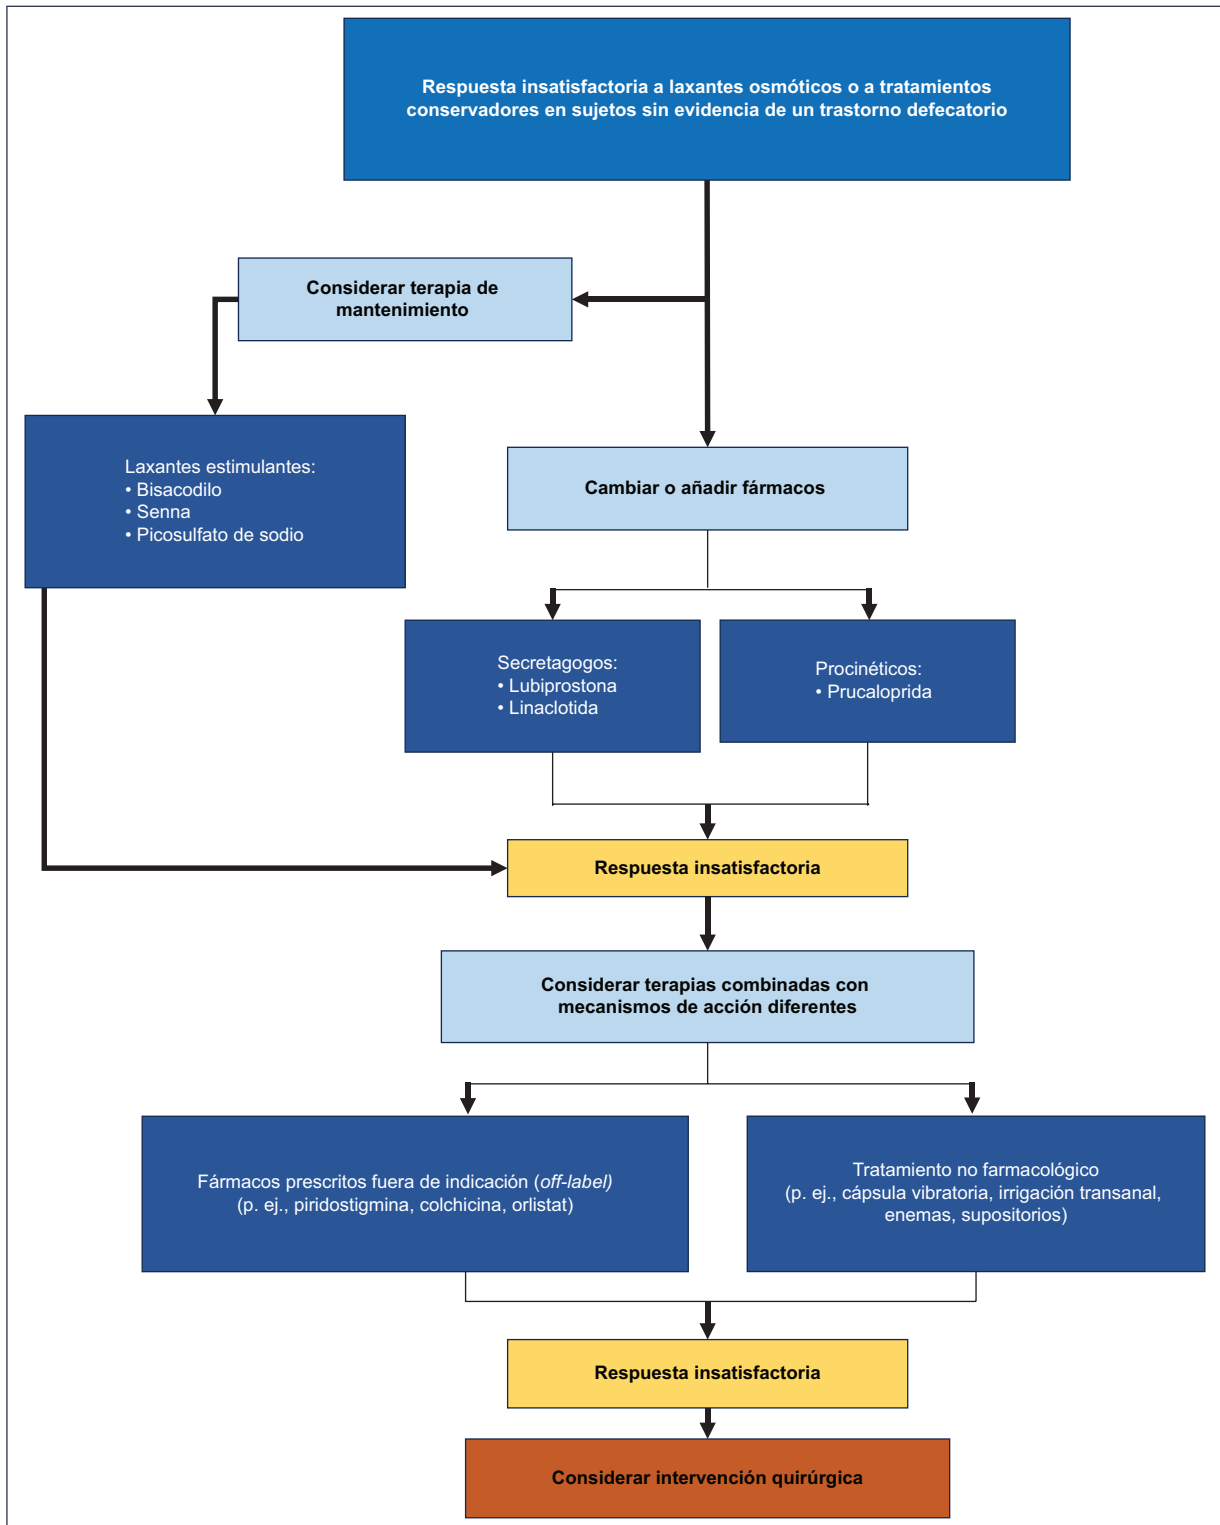 Respuesta insatisfactoria a laxantes osmóticos o a tratamientos
conservadores en sujetos sin evidencia de un trastorno defecatorio
Considerar terapia de
mantenimiento
Laxantes estimulantes:
• Bisacodilo
• Senna
• Picosulfato de sodio
Cambiar o añadir fármacos
Secretagogos:
• Lubiprostona
• Linaclotida
Procinéticos:
• Prucaloprida
Respuesta insatisfactoria
Considerar terapias combinadas con
mecanismos de acción diferentes
Fármacos prescritos fuera de indicación (off-label)
(p. ej., piridostigmina, colchicina, orlistat)
Tratamiento no farmacológico
(p. ej., cápsula vibratoria, irrigación transanal,
enemas, supositorios)
Respuesta insatisfactoria
Considerar intervención quirúrgica